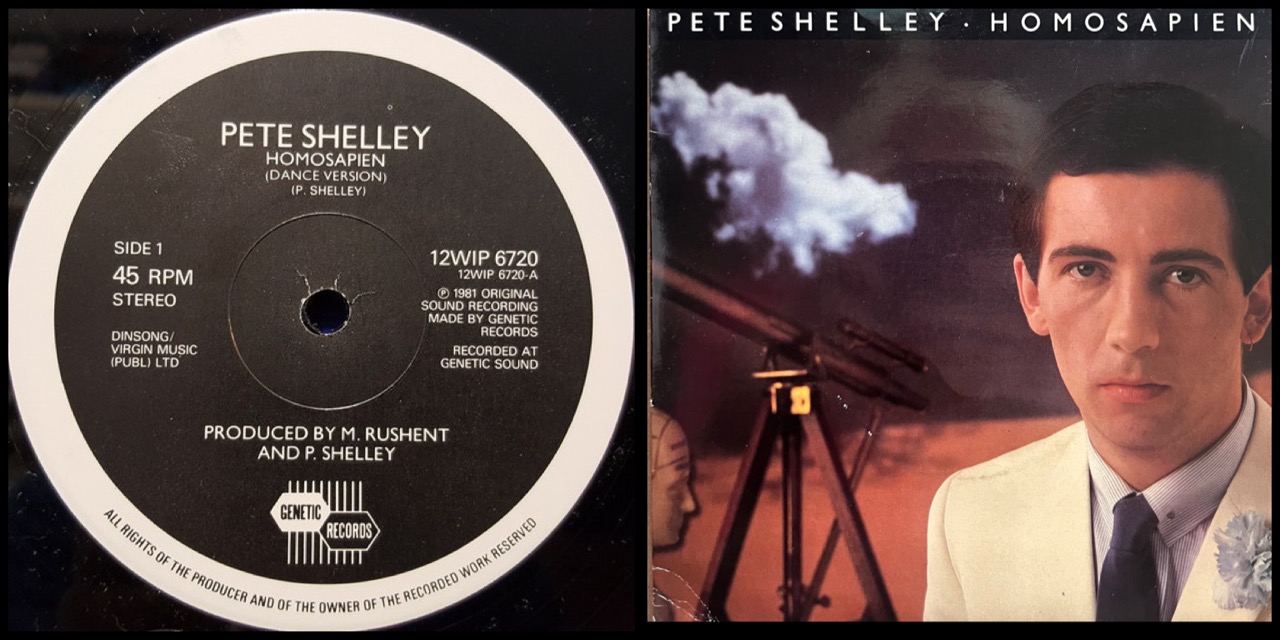 PETE SHELLEY
HOMOSAPIEN
(DANCE VERSION)
(P. SHELLEY)
SIDE 1
45 RPM
STEREO
DINSONG/
VIRGIN MUSIC
(PUBL) LTD
12WIP 6720
12WIP 6720-A
Ⓟ 1981 ORIGINAL
SOUND RECORDING
MADE BY GENETIC
RECORDS
RECORDED AT
GENETIC SOUND
PRODUCED BY M. RUSHENT
AND P. SHELLEY
GENETIC
RECORDS
ALL RIGHTS OF THE PRODUCER AND OF THE OWNER OF THE RECORDED WORK RESERVED
PETE SHELLEY · HOMOSAPIEN